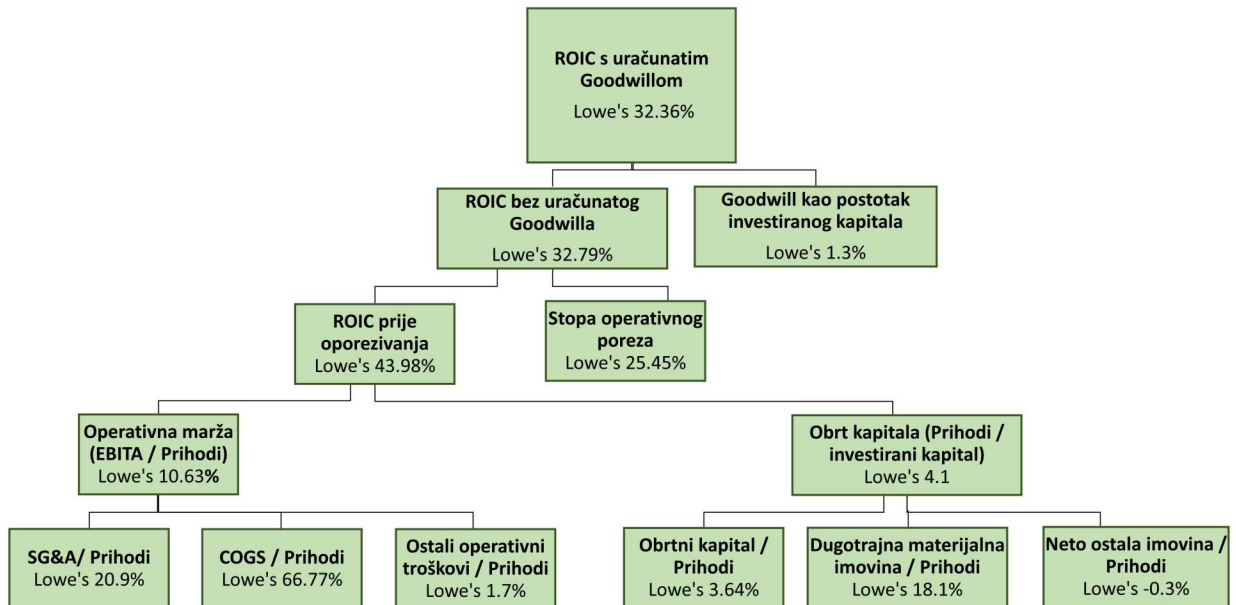 ROIC s uračunatim
Goodwillom
Lowe's 32.36%
ROIC bez uračunatog
Goodwilla
Lowe's 32.79%
Goodwill kao postotak
investiranog kapitala
Lowe's 1.3%
ROIC prije
oporezivanja
Lowe's 43.98%
Stopa operativnog
poreza
Lowe's 25.45%
Operativna marža
(EBITA / Prihodi)
Lowe's 10.63%
Obrt kapitala (Prihodi /
investirani kapital)
Lowe's 4.1
SG&A/ Prihodi
Lowe's 20.9%
COGS / Prihodi
Lowe's 66.77%
Ostali operativni
troškovi / Prihodi
Lowe's 1.7%
Obrtni kapital /
Prihodi
Lowe's 3.64%
Dugotrajna materijalna
imovina / Prihodi
Lowe's 18.1%
Neto ostala imovina /
Prihodi
Lowe's -0.3%